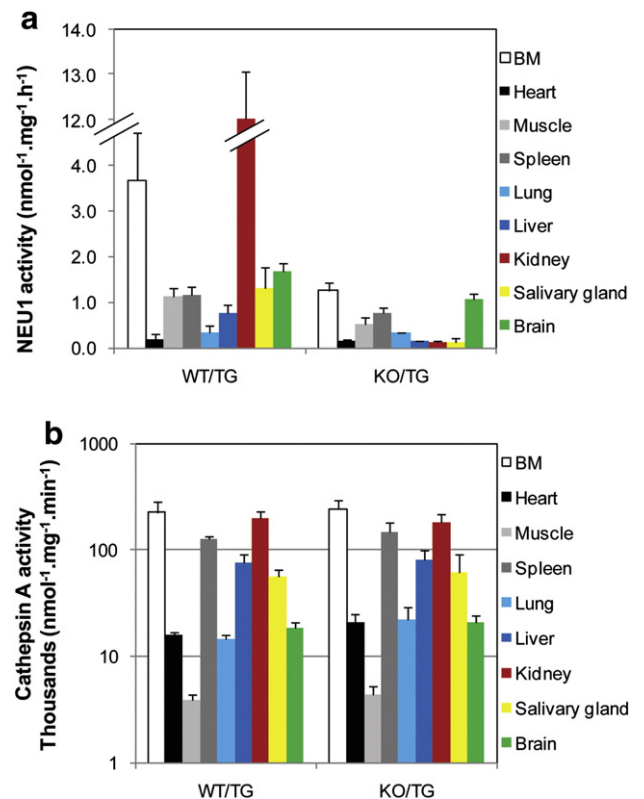 a
NEU1 activity (nmol⁻¹.mg⁻¹.h⁻¹)
14.0
13.0
12.0
4.0
3.0
2.0
1.0
0.0
WT/TG
KO/TG
BM
Heart
Muscle
Spleen
Lung
Liver
Kidney
Salivary gland
Brain
b
Cathepsin A activity
Thousands (nmol⁻¹.mg⁻¹.min⁻¹)
1000
100
10
1
WT/TG
KO/TG
BM
Heart
Muscle
Spleen
Lung
Liver
Kidney
Salivary gland
Brain